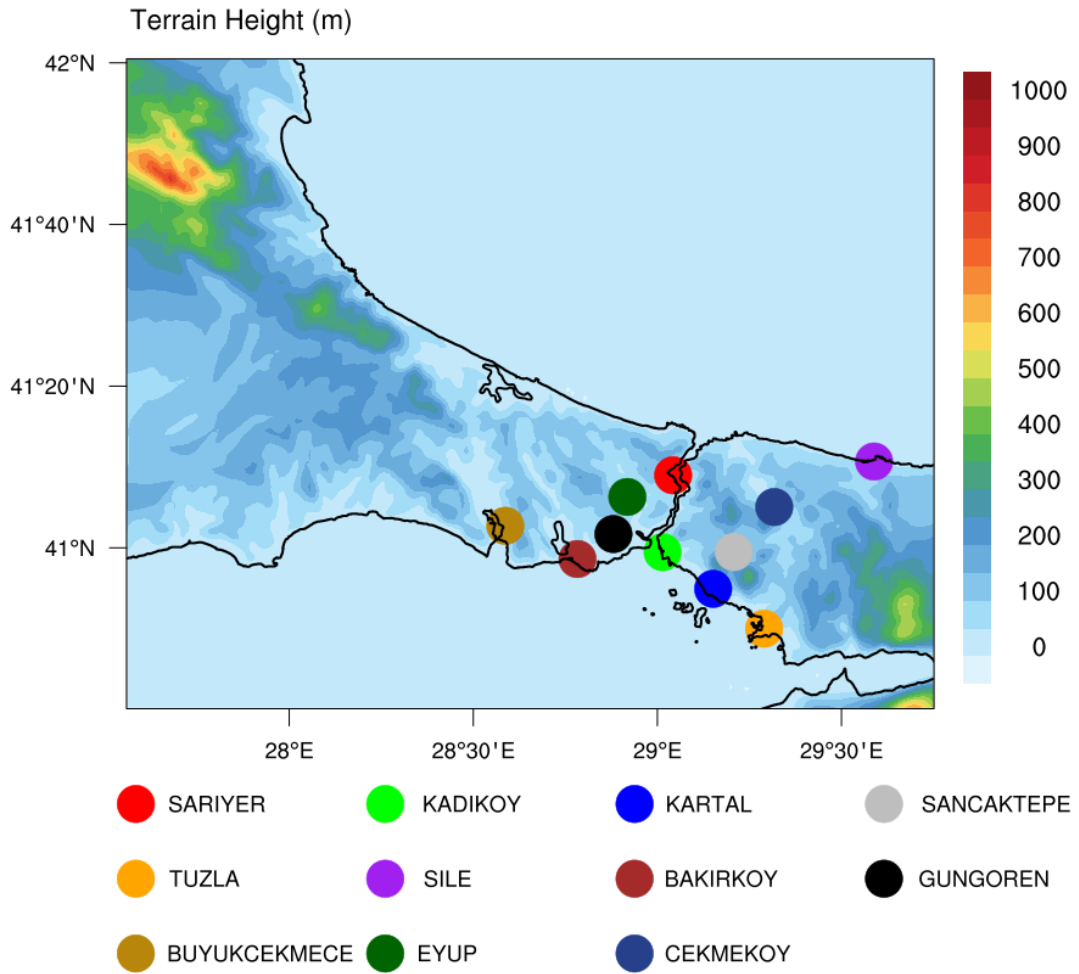 Terrain Height (m)
42°N
41°40'N
41°20'N
41°N
28°E
28°30'E
29°E
29°30'E
1000
900
800
700
600
500
400
300
200
100
0
SARIYER KADIKOY KARTAL SANCAKTEPE
TUZLA SILE BAKIRKOY GUNGOREN
BUYUKCEKMECE EYUP CEKMEKOY